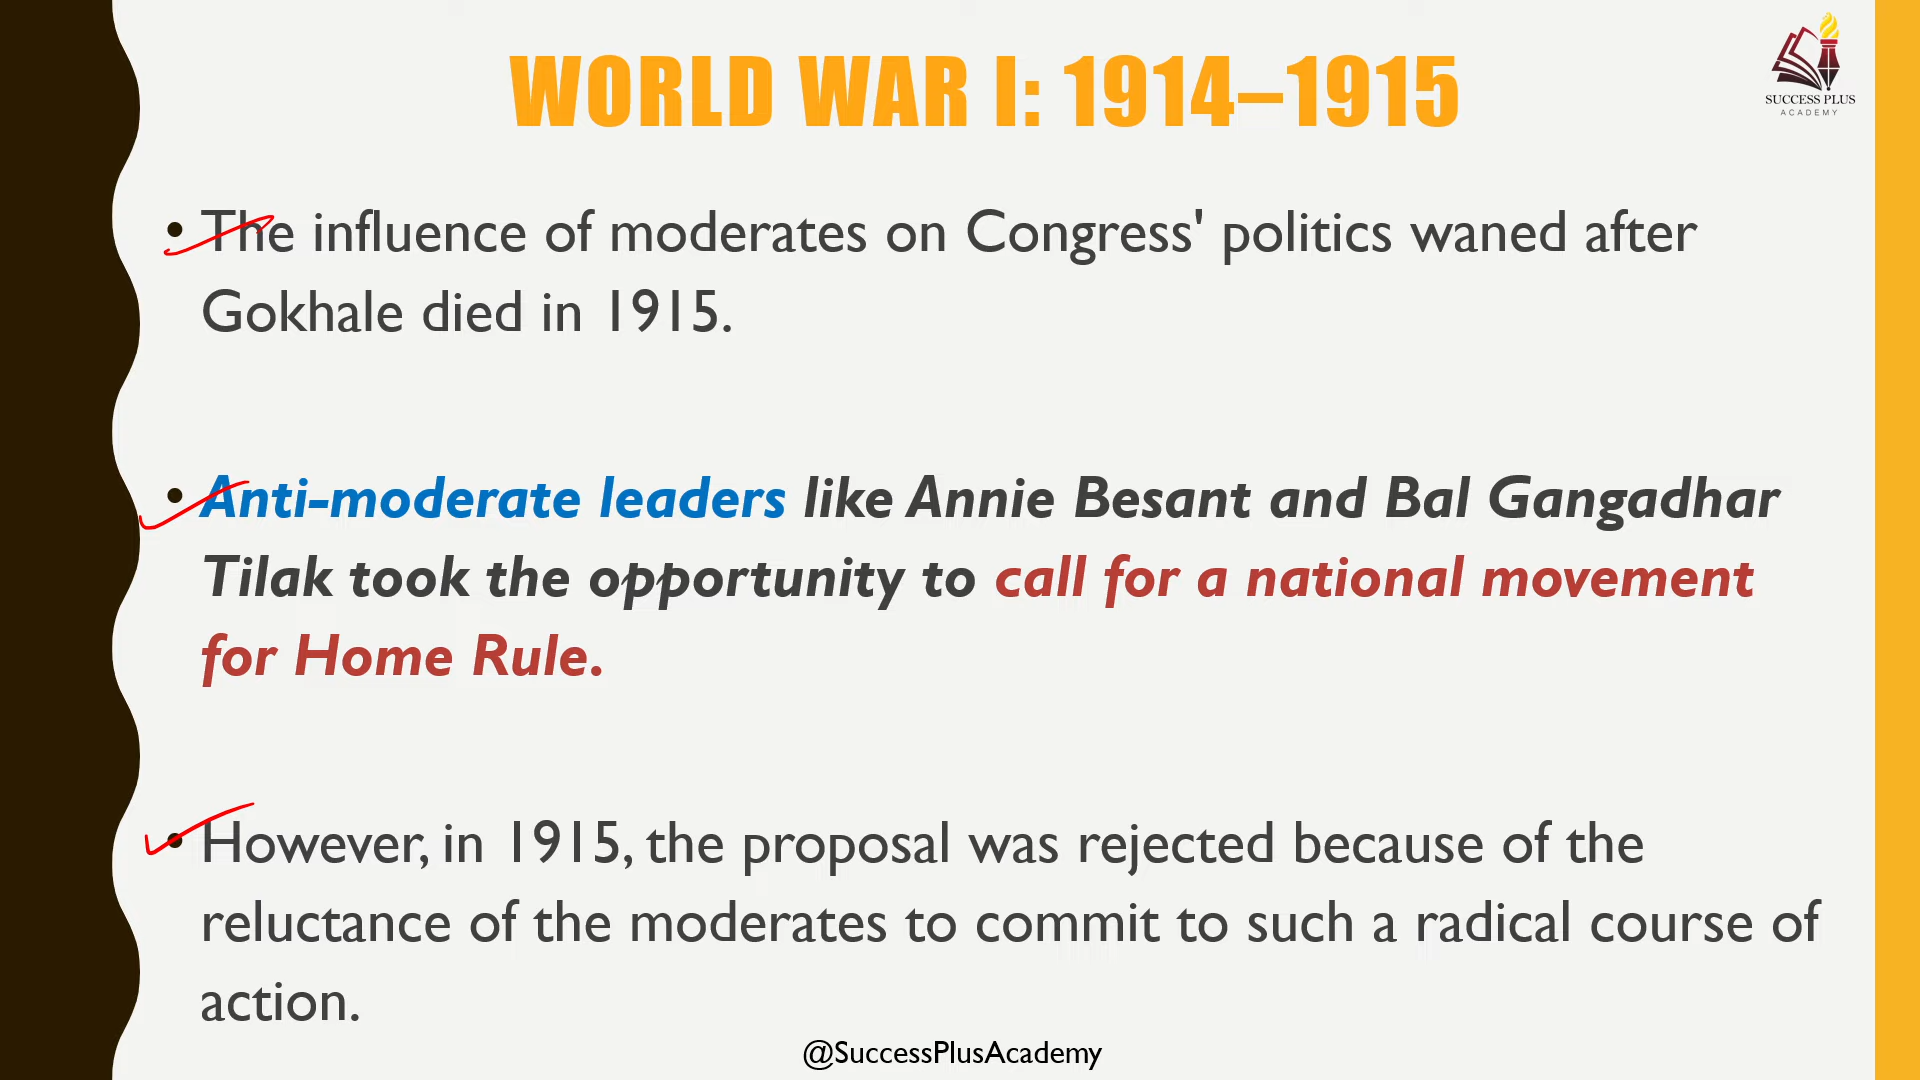 WORLD WAR I: 1914–1915
SUCCESS PLUS
ACADEMY
• The influence of moderates on Congress' politics waned after
Gokhale died in 1915.
• Anti-moderate leaders like Annie Besant and Bal Gangadhar
Tilak took the opportunity to call for a national movement
for Home Rule.
• However, in 1915, the proposal was rejected because of the
reluctance of the moderates to commit to such a radical course of
action.
@SuccessPlusAcademy